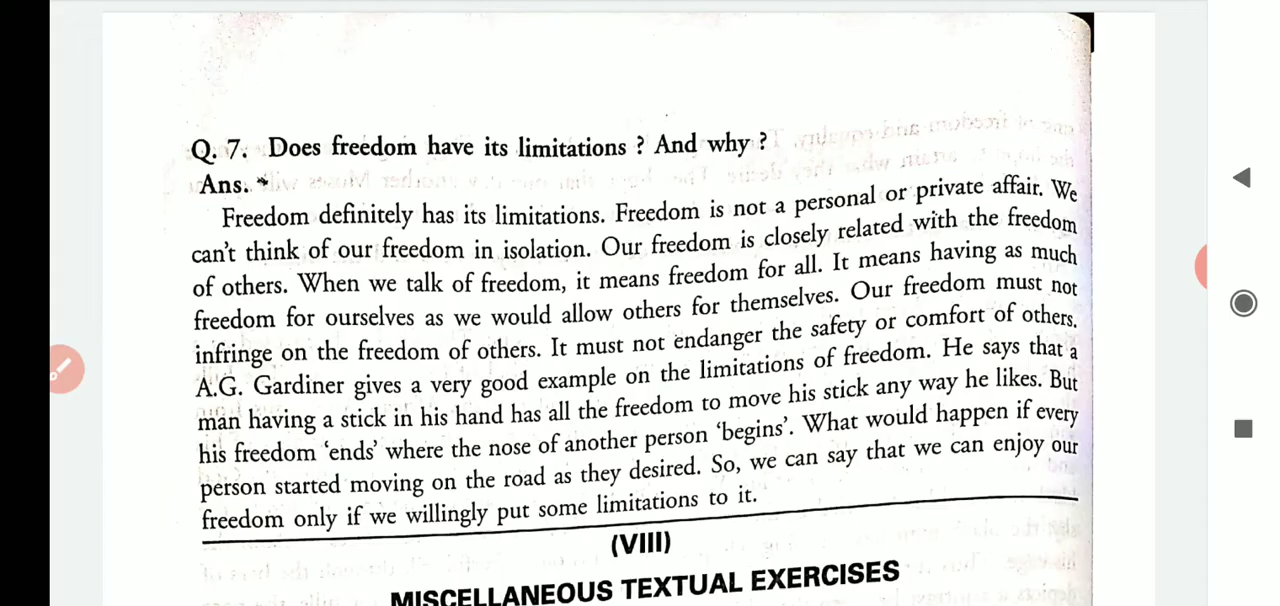 Q. 7. Does freedom have its limitations ? And why ?
Ans.
Freedom definitely has its limitations. Freedom is not a personal or private affair. We
can't think of our freedom in isolation. Our freedom is closely related with the freedom
of others. When we talk of freedom, it means freedom for all. It means having as much
freedom for ourselves as we would allow others for themselves. Our freedom must not
infringe on the freedom of others. It must not endanger the safety or comfort of others.
A.G. Gardiner gives a very good example on the limitations of freedom. He says that a
man having a stick in his hand has all the freedom to move his stick any way he likes. But
his freedom 'ends' where the nose of another person 'begins'. What would happen if every
person started moving on the road as they desired. So, we can say that we can enjoy our
freedom only if we willingly put some limitations to it.
(VIII)
MISCELLANEOUS TEXTUAL EXERCISES